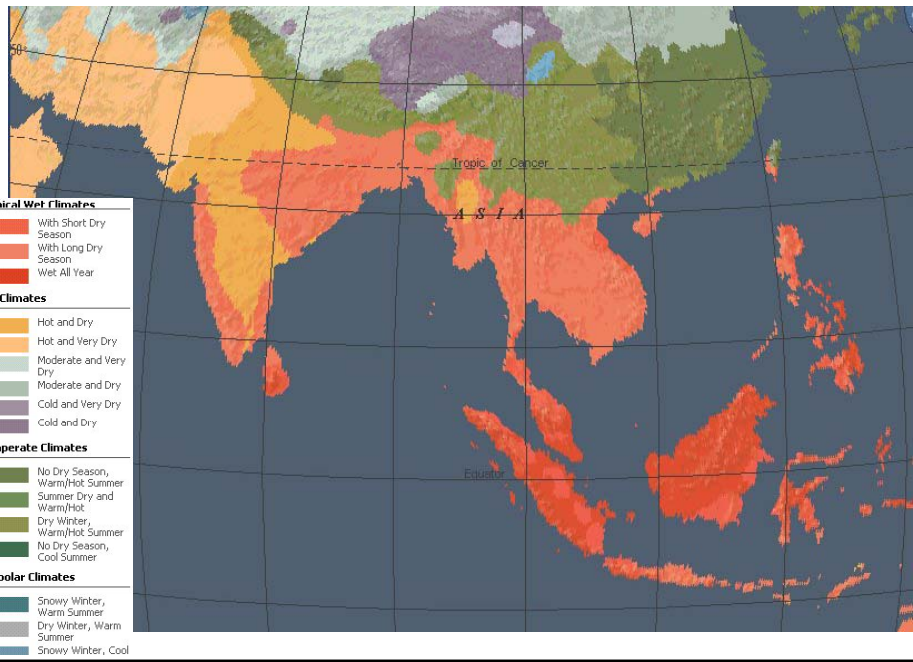 50
Tropic of Cancer
ASIA
Equator
pical Wet Climates
With Short Dry
Season
With Long Dry
Season
Wet All Year
Climates
Hot and Dry
Hot and Very Dry
Moderate and Very
Dry
Moderate and Dry
Cold and Very Dry
Cold and Dry
perate Climates
No Dry Season,
Warm/Hot Summer
Summer Dry and
Warm/Hot
Dry Winter,
Warm/Hot Summer
No Dry Season,
Cool Summer
polar Climates
Snowy Winter,
Warm Summer
Dry Winter, Warm
Summer
Snowy Winter, Cool